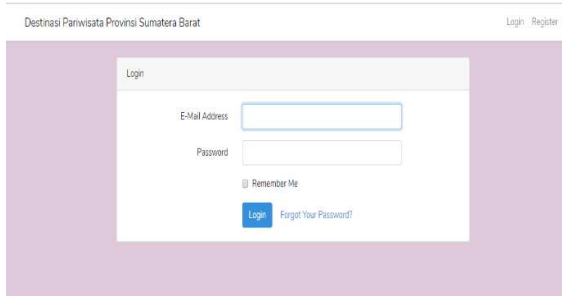 Destinasi Pariwisata Provinsi Sumatera Barat
Login Register
Login
E-Mail Address
Password
Remember Me
Login Forgot Your Password?